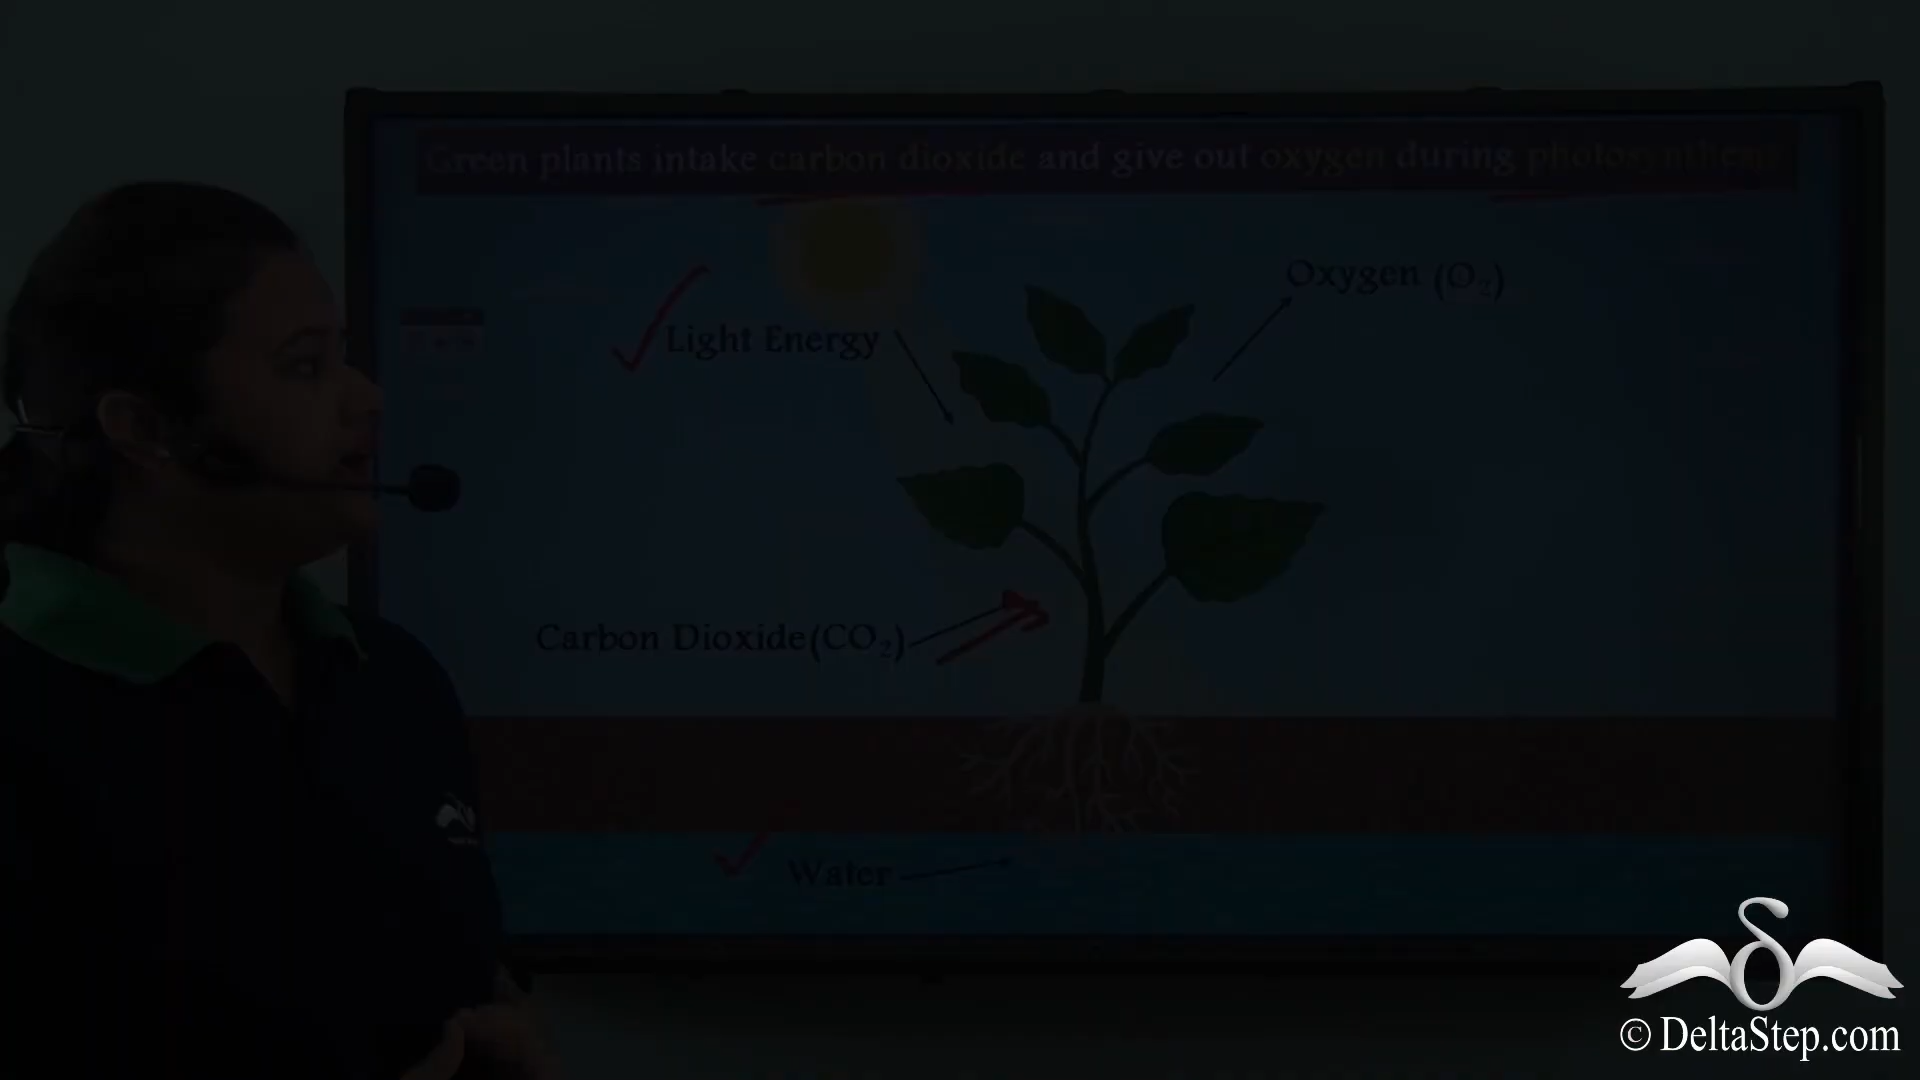 Green plants intake carbon dioxide and give out oxygen during photosynthesis
Oxygen (O₂)
Light Energy
Carbon Dioxide(CO₂)
Water
© DeltaStep.com